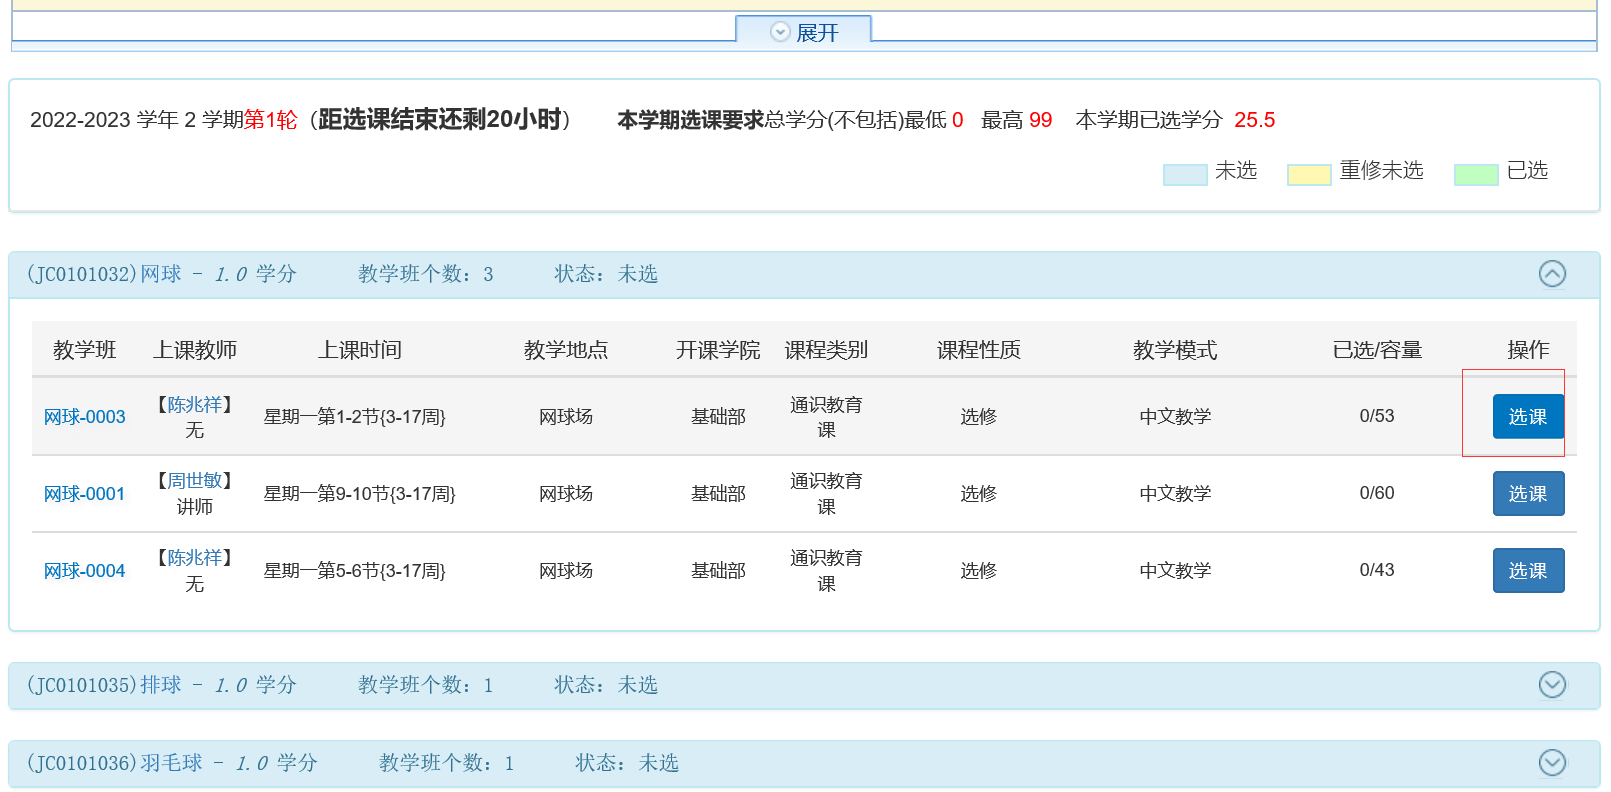 展开
2022-2023 学年 2 学期第1轮（距选课结束还剩20小时） 本学期选课要求总学分(不包括)最低 0 最高 99 本学期已选学分 25.5
未选 重修未选 已选
(JC0101032)网球 - 1.0 学分 教学班个数：3 状态：未选
教学班 上课教师 上课时间 教学地点 开课学院 课程类别 课程性质 教学模式 已选/容量 操作
网球-0003 【陈兆祥】无 星期一第1-2节{3-17周} 网球场 基础部 通识教育课 选修 中文教学 0/53 选课
网球-0001 【周世敏】讲师 星期一第9-10节{3-17周} 网球场 基础部 通识教育课 选修 中文教学 0/60 选课
网球-0004 【陈兆祥】无 星期一第5-6节{3-17周} 网球场 基础部 通识教育课 选修 中文教学 0/43 选课
(JC0101035)排球 - 1.0 学分 教学班个数：1 状态：未选
(JC0101036)羽毛球 - 1.0 学分 教学班个数：1 状态：未选